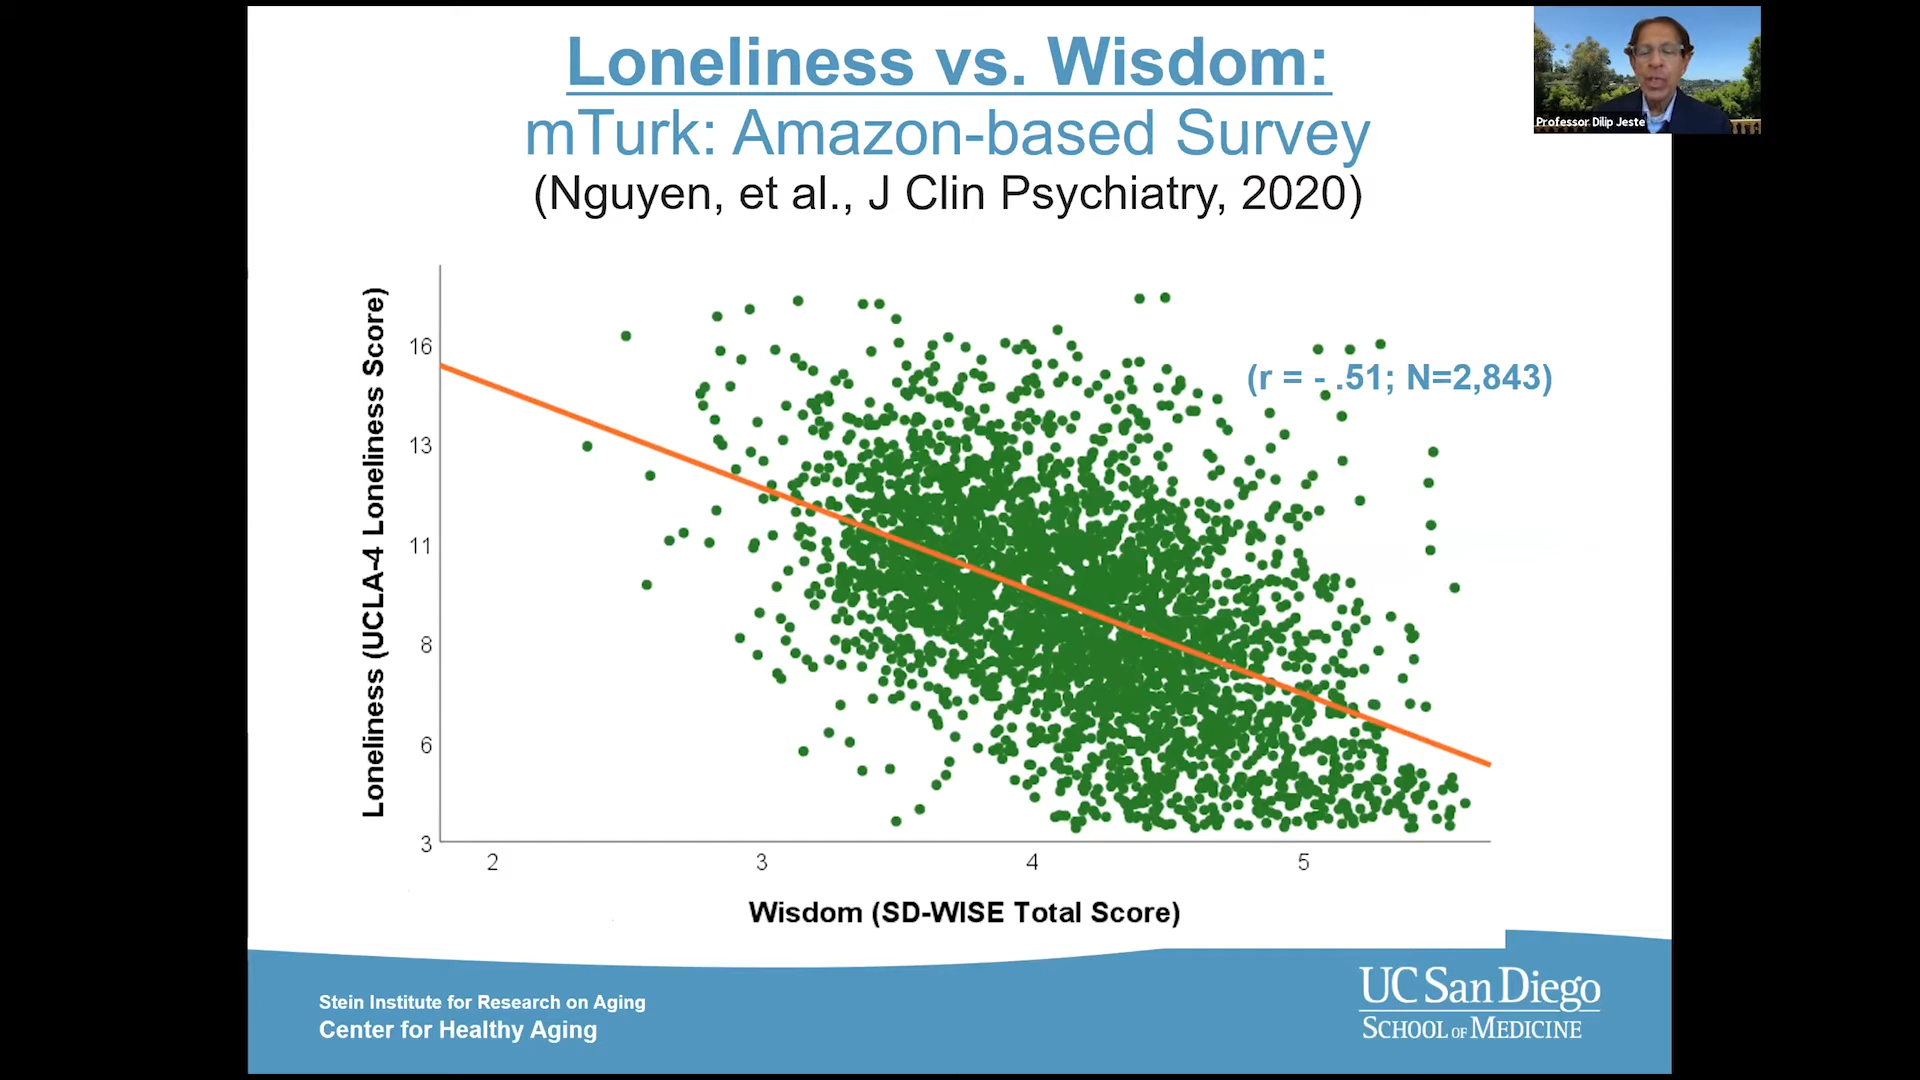 Loneliness vs. Wisdom:
mTurk: Amazon-based Survey
(Nguyen, et al., J Clin Psychiatry, 2020)
Professor Dilip Jeste
(r = - .51; N=2,843)
Loneliness (UCLA-4 Loneliness Score)
16
13
11
8
6
3
2
3
4
5
Wisdom (SD-WISE Total Score)
Stein Institute for Research on Aging
Center for Healthy Aging
UC San Diego
SCHOOL OF MEDICINE